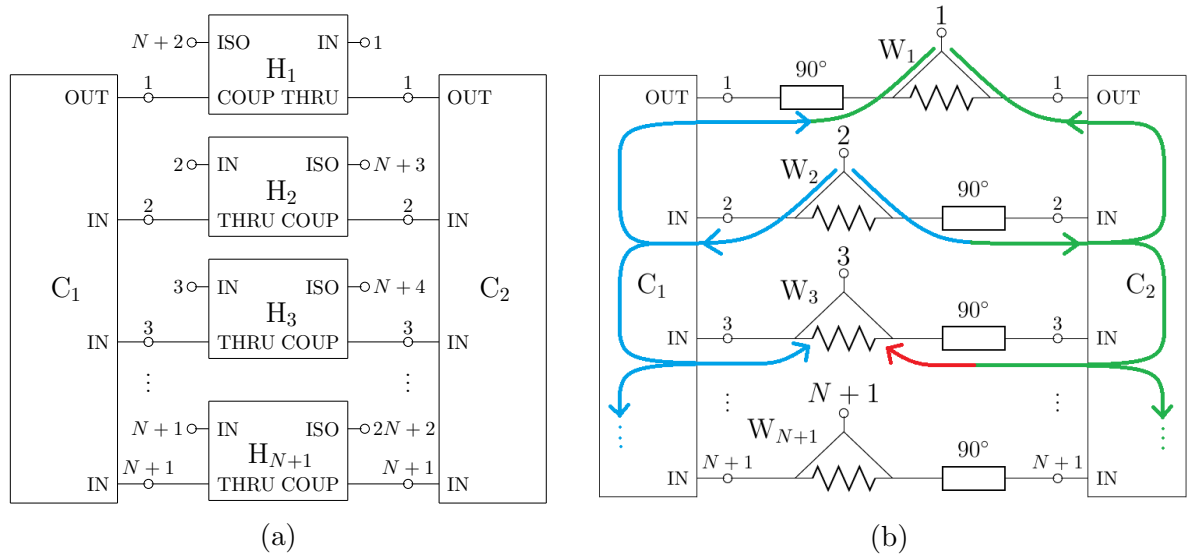 N + 2 ISO IN 1
H₁
1 COUP THRU 1
OUT OUT
2 IN ISO N + 3
H₂
2 THRU COUP 2
IN IN
C₁ C₂
3 IN ISO N + 4
H₃
3 THRU COUP 3
IN IN
⋮ ⋮
N + 1 IN ISO 2N + 2
H_{N+1}
N + 1 THRU COUP N + 1
IN IN
(a)
1
W₁
90°
1 1
OUT OUT
2
W₂
90°
2 2
IN IN
3
C₁ W₃ C₂
90°
3 3
IN IN
⋮ ⋮
N + 1
W_{N+1}
90°
N + 1 N + 1
IN IN
⋮ ⋮
(b)